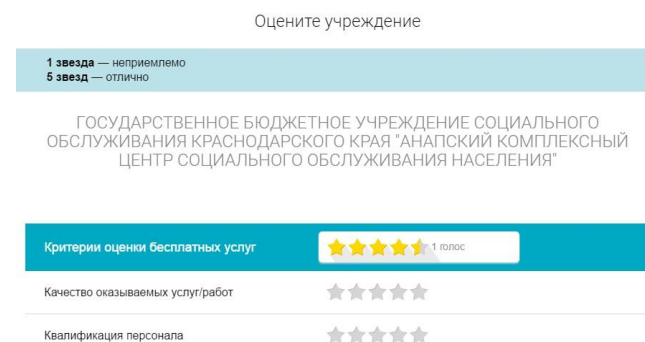 Оцените учреждение
1 звезда — неприемлемо
5 звезд — отлично
ГОСУДАРСТВЕННОЕ БЮДЖЕТНОЕ УЧРЕЖДЕНИЕ СОЦИАЛЬНОГО
ОБСЛУЖИВАНИЯ КРАСНОДАРСКОГО КРАЯ "АНАПСКИЙ КОМПЛЕКСНЫЙ
ЦЕНТР СОЦИАЛЬНОГО ОБСЛУЖИВАНИЯ НАСЕЛЕНИЯ"
Критерии оценки бесплатных услуг 1 голос
Качество оказываемых услуг/работ
Квалификация персонала